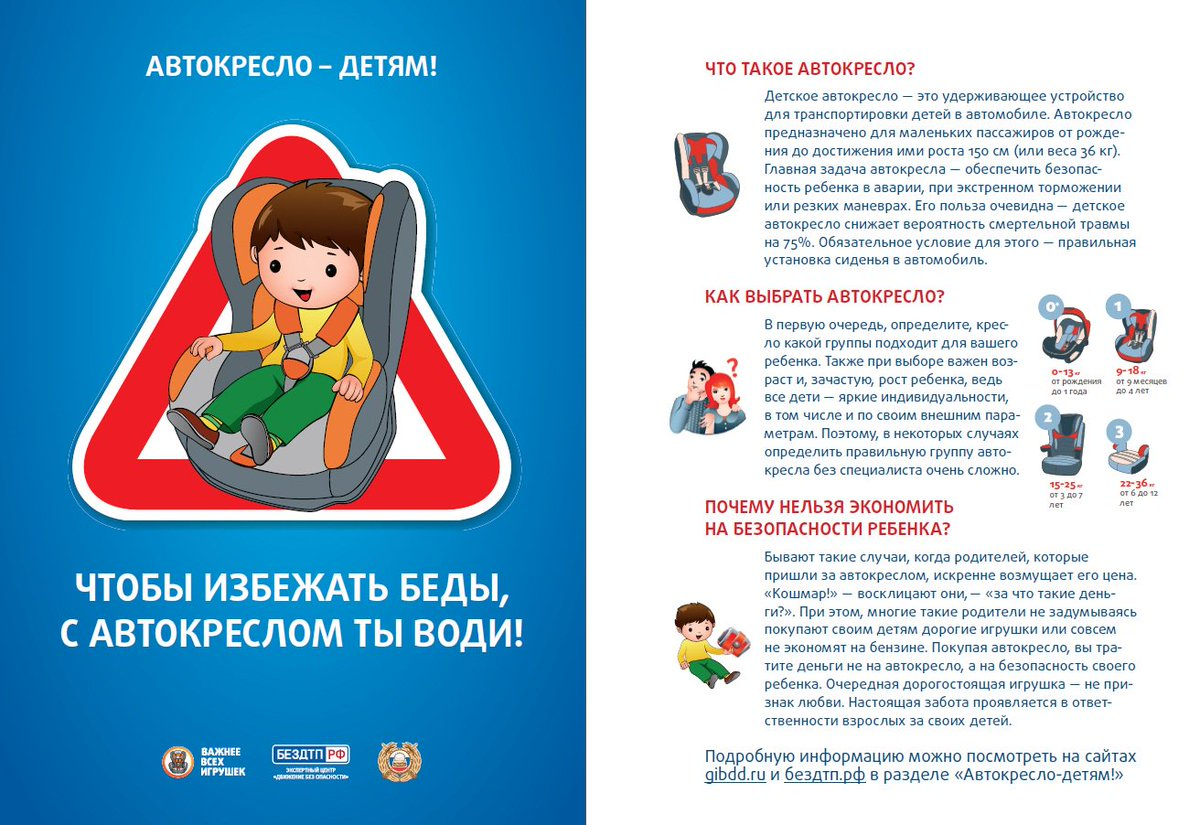 АВТОКРЕСЛО – ДЕТЯМ!
ЧТОБЫ ИЗБЕЖАТЬ БЕДЫ,
С АВТОКРЕСЛОМ ТЫ ВОДИ!
ВАЖНЕЕ
ВСЕХ
ИГРУШЕК
БЕЗДТП РФ
ЭКСПЕРТНЫЙ ЦЕНТР
«ДВИЖЕНИЕ БЕЗ ОПАСНОСТИ»
ЧТО ТАКОЕ АВТОКРЕСЛО?
Детское автокресло — это удерживающее устройство
для транспортировки детей в автомобиле. Автокресло
предназначено для маленьких пассажиров от рожде-
ния до достижения ими роста 150 см (или веса 36 кг).
Главная задача автокресла — обеспечить безопас-
ность ребенка в аварии, при экстренном торможении
или резких маневрах. Его польза очевидна — детское
автокресло снижает вероятность смертельной травмы
на 75%. Обязательное условие для этого — правильная
установка сиденья в автомобиль.
КАК ВЫБРАТЬ АВТОКРЕСЛО?
В первую очередь, определите, крес-
ло какой группы подходит для вашего
ребенка. Также при выборе важен воз-
раст и, зачастую, рост ребенка, ведь
все дети — яркие индивидуальности,
в том числе и по своим внешним пара-
метрам. Поэтому, в некоторых случаях
определить правильную группу авто-
кресла без специалиста очень сложно.
?
0+
0-13 кг
от рождения
до 1 года
1
9-18 кг
от 9 месяцев
до 4 лет
2
15-25 кг
от 3 до 7
лет
3
22-36 кг
от 6 до 12
лет
ПОЧЕМУ НЕЛЬЗЯ ЭКОНОМИТЬ
НА БЕЗОПАСНОСТИ РЕБЕНКА?
Бывают такие случаи, когда родителей, которые
пришли за автокреслом, искренне возмущает его цена.
«Кошмар!» — восклицают они, — «за что такие день-
ги?». При этом, многие такие родители не задумываясь
покупают своим детям дорогие игрушки или совсем
не экономят на бензине. Покупая автокресло, вы тра-
тите деньги не на автокресло, а на безопасность своего
ребенка. Очередная дорогостоящая игрушка — не при-
знак любви. Настоящая забота проявляется в ответ-
ственности взрослых за своих детей.
Подробную информацию можно посмотреть на сайтах
gibdd.ru и бездтп.рф в разделе «Автокресло-детям!»